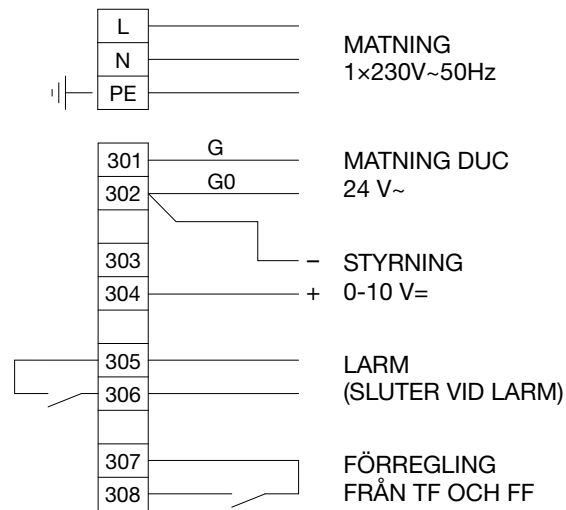 L
N
PE
MATNING
1×230V~50Hz
301
G
302
G0
MATNING DUC
24 V~
303
–
304
+
STYRNING
0-10 V=
305
306
LARM
(SLUTER VID LARM)
307
308
FÖRREGLING
FRÅN TF OCH FF